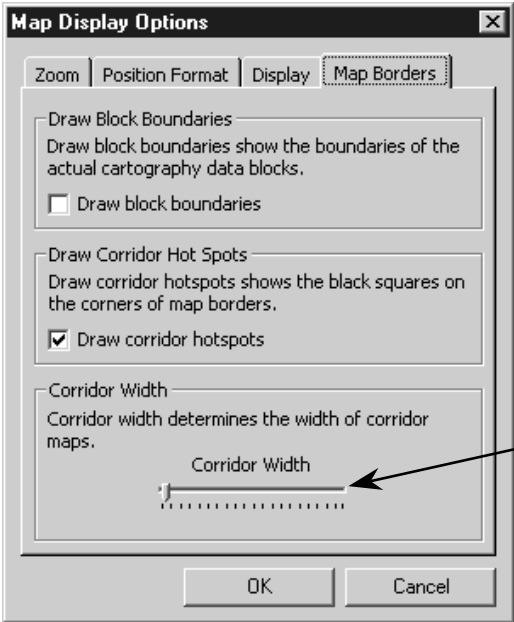 Map Display Options
Zoom Position Format Display Map Borders
Draw Block Boundaries
Draw block boundaries show the boundaries of the
actual cartography data blocks.
Draw block boundaries
Draw Corridor Hot Spots
Draw corridor hotspots shows the black squares on
the corners of map borders.
Draw corridor hotspots
Corridor Width
Corridor width determines the width of corridor
maps.
Corridor Width
OK Cancel